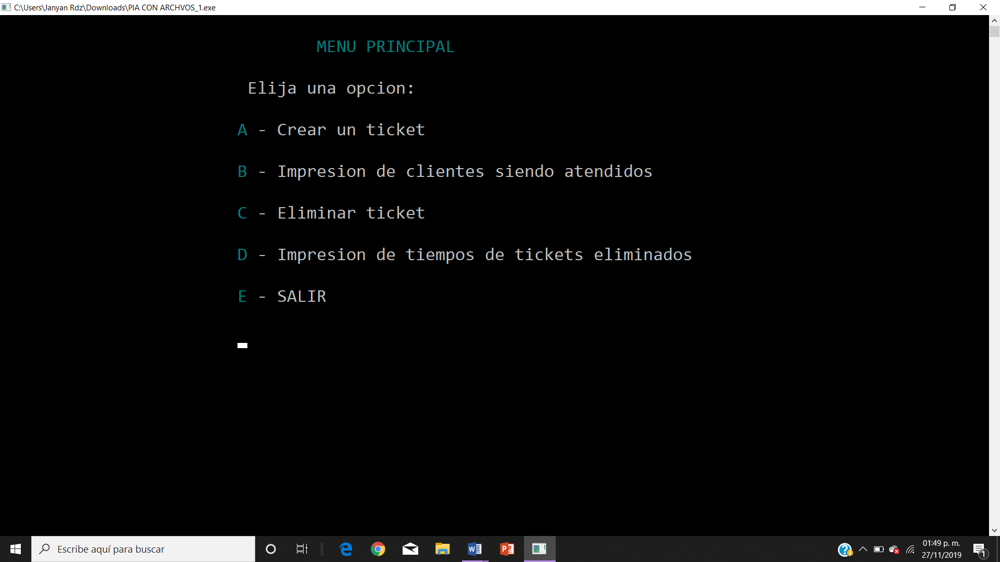 C:\Users\Janyan Rdz\Downloads\PIA CON ARCHVOS_1.exe
MENU PRINCIPAL
Elija una opcion:
A - Crear un ticket
B - Impresion de clientes siendo atendidos
C - Eliminar ticket
D - Impresion de tiempos de tickets eliminados
E - SALIR
Escribe aquí para buscar
01:49 p. m.
27/11/2019
1